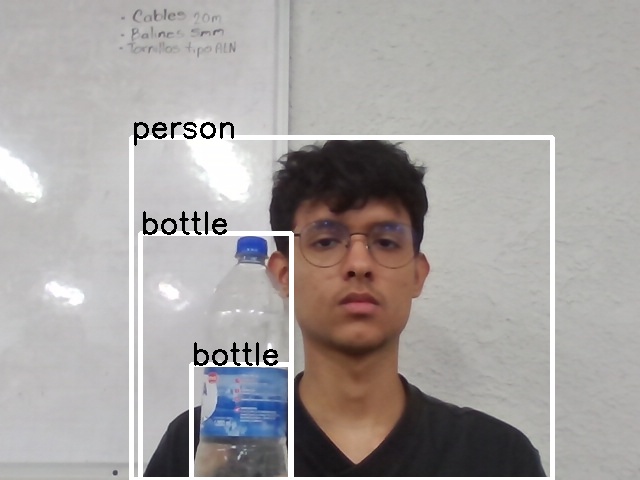 - Cables 20m
- Balines 5mm
- Tornillos tipo ALN
person
bottle
bottle